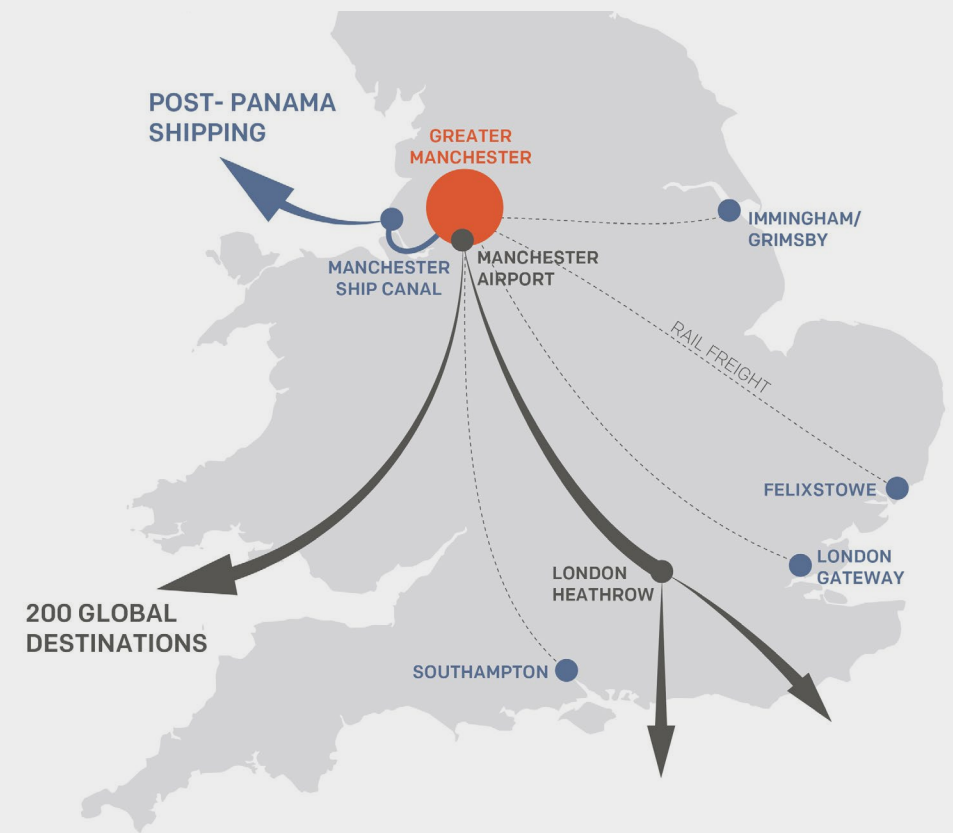 POST- PANAMA
SHIPPING
GREATER
MANCHESTER
IMMINGHAM/
GRIMSBY
MANCHESTER
SHIP CANAL
MANCHESTER
AIRPORT
RAIL FREIGHT
FELIXSTOWE
LONDON
GATEWAY
LONDON
HEATHROW
200 GLOBAL
DESTINATIONS
SOUTHAMPTON